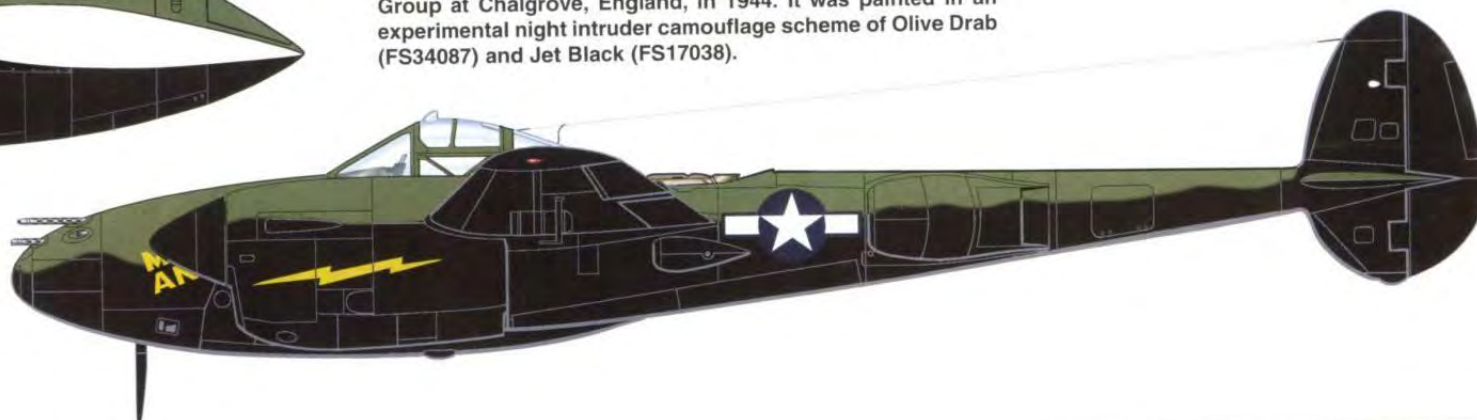 Group at Chalgrove, England, in 1944. It was painted in an
experimental night intruder camouflage scheme of Olive Drab
(FS34087) and Jet Black (FS17038).